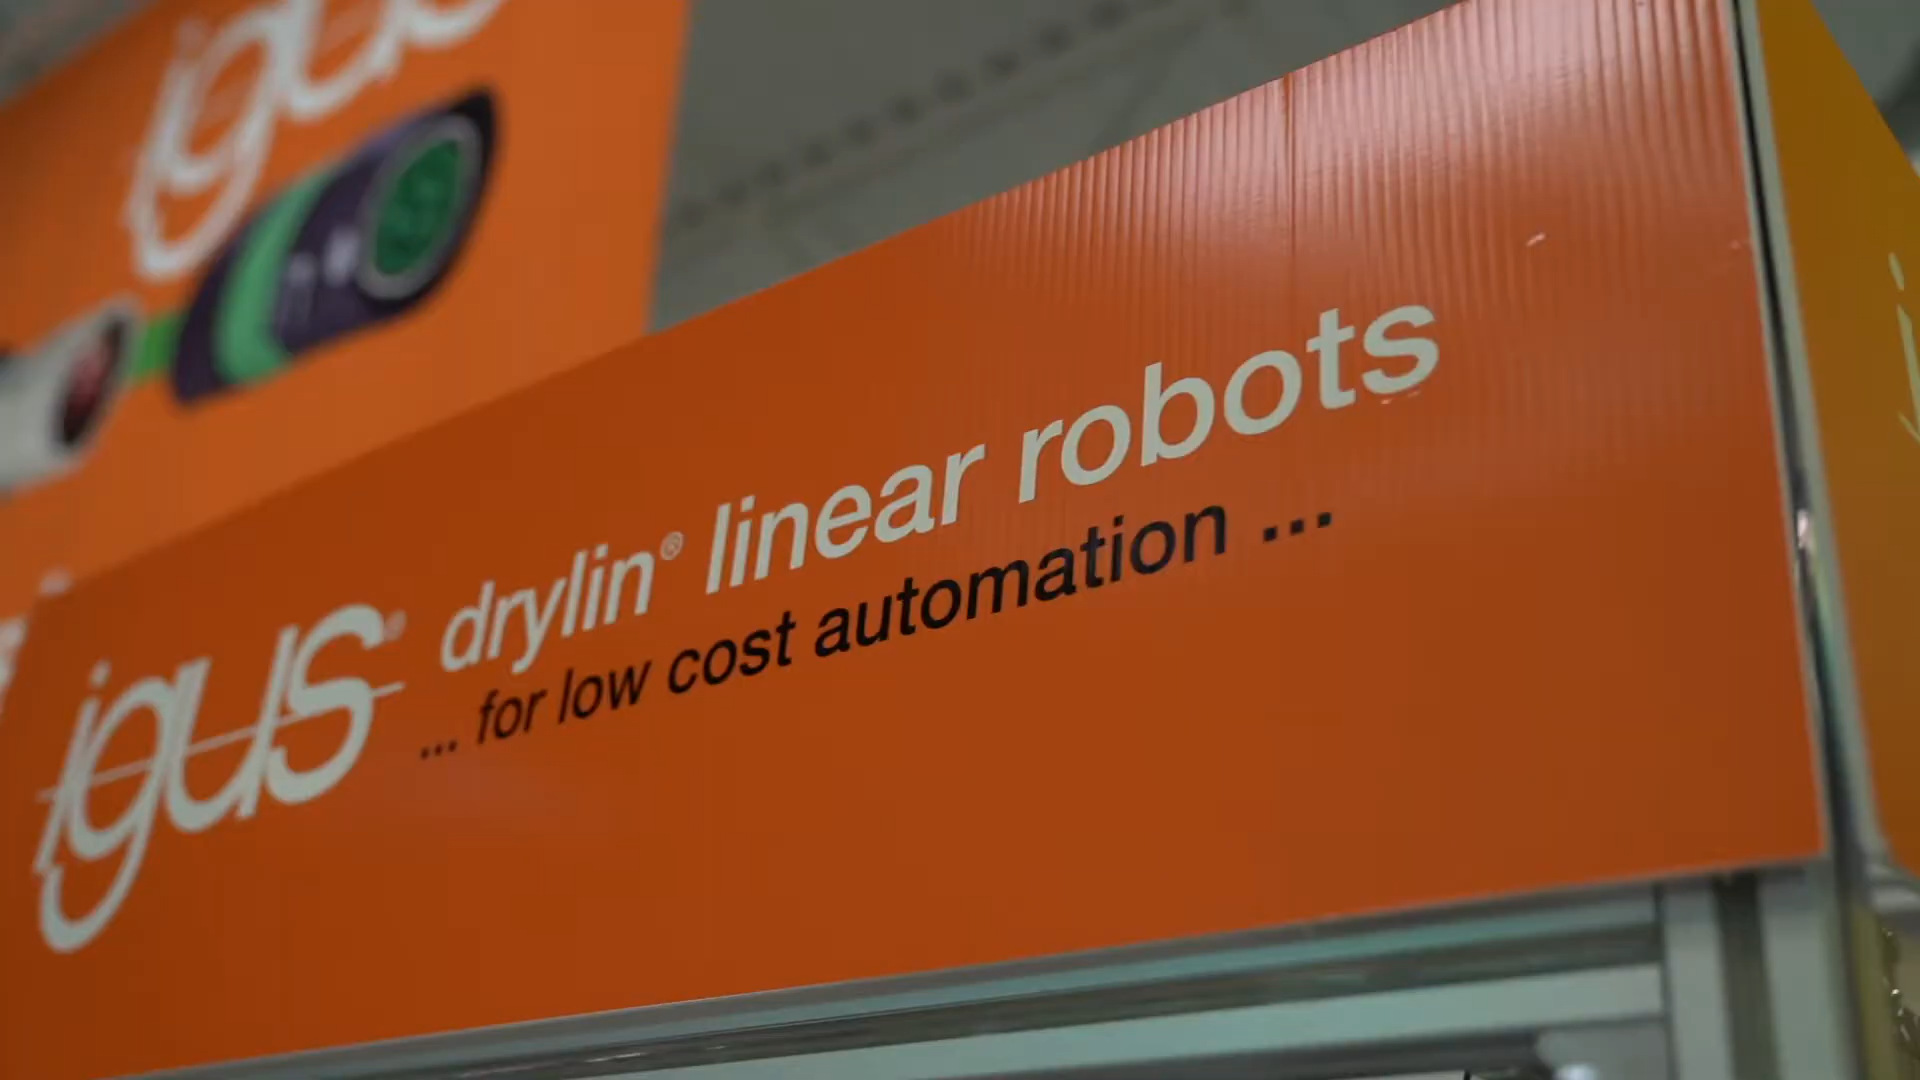 igus
igus® drylin® linear robots
... for low cost automation ...